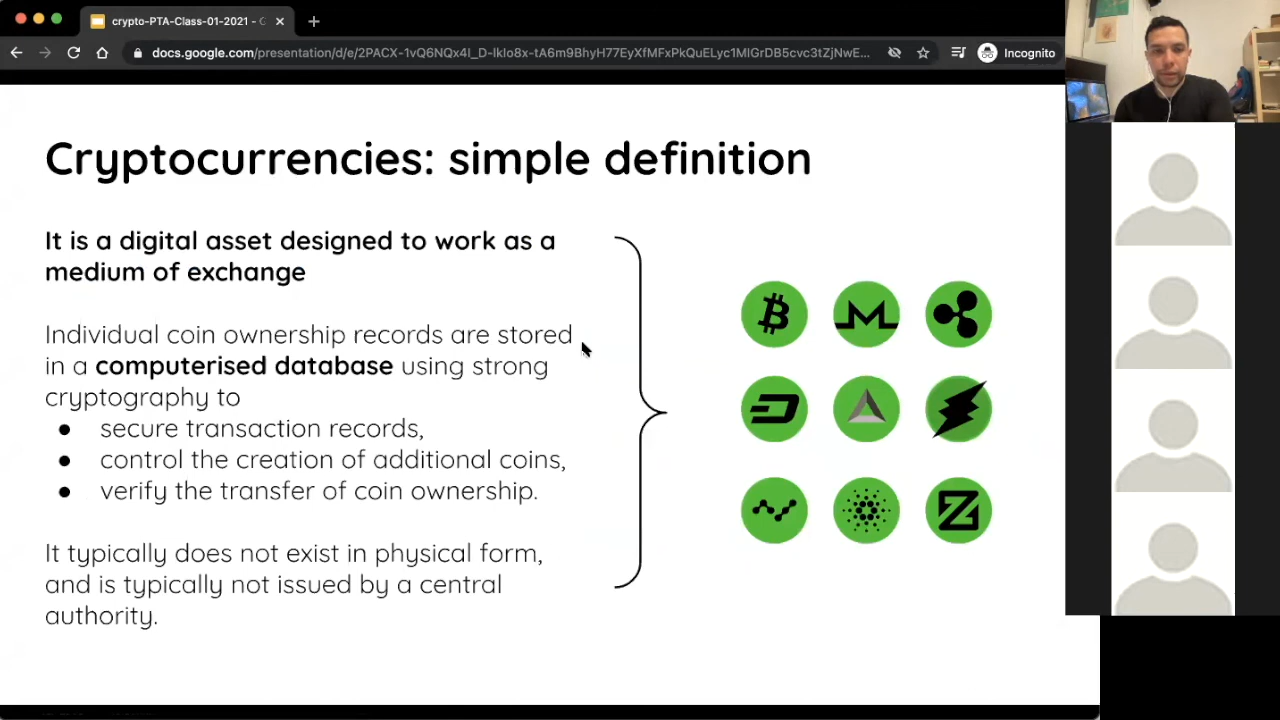 crypto-PTA-Class-01-2021 - G
docs.google.com/presentation/d/e/2PACX-1vQ6NQx4l_D-lklo8x-tA6m9BhyH77EyXfMFxPkQuELyc1MlGrDB5cvc3tZjNwE...
Incognito
Cryptocurrencies: simple definition
It is a digital asset designed to work as a
medium of exchange
Individual coin ownership records are stored
in a computerised database using strong
cryptography to
● secure transaction records,
● control the creation of additional coins,
● verify the transfer of coin ownership.
It typically does not exist in physical form,
and is typically not issued by a central
authority.